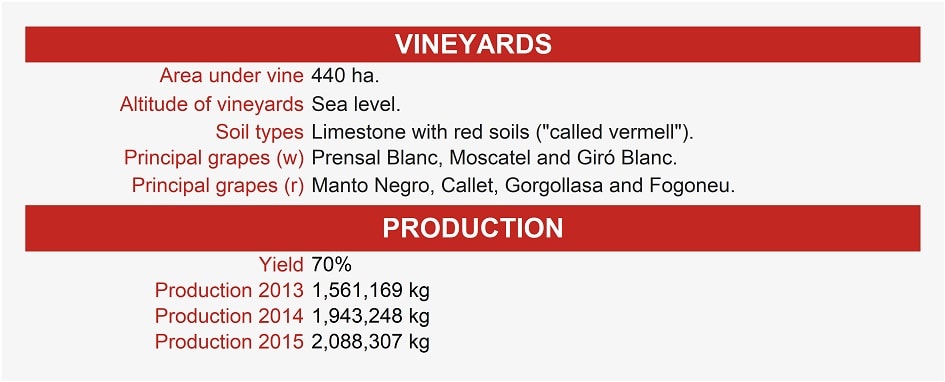 VINEYARDS
Area under vine 440 ha.
Altitude of vineyards Sea level.
Soil types Limestone with red soils ("called vermell").
Principal grapes (w) Prensal Blanc, Moscatel and Giró Blanc.
Principal grapes (r) Manto Negro, Callet, Gorgollasa and Fogoneu.
PRODUCTION
Yield 70%
Production 2013 1,561,169 kg
Production 2014 1,943,248 kg
Production 2015 2,088,307 kg